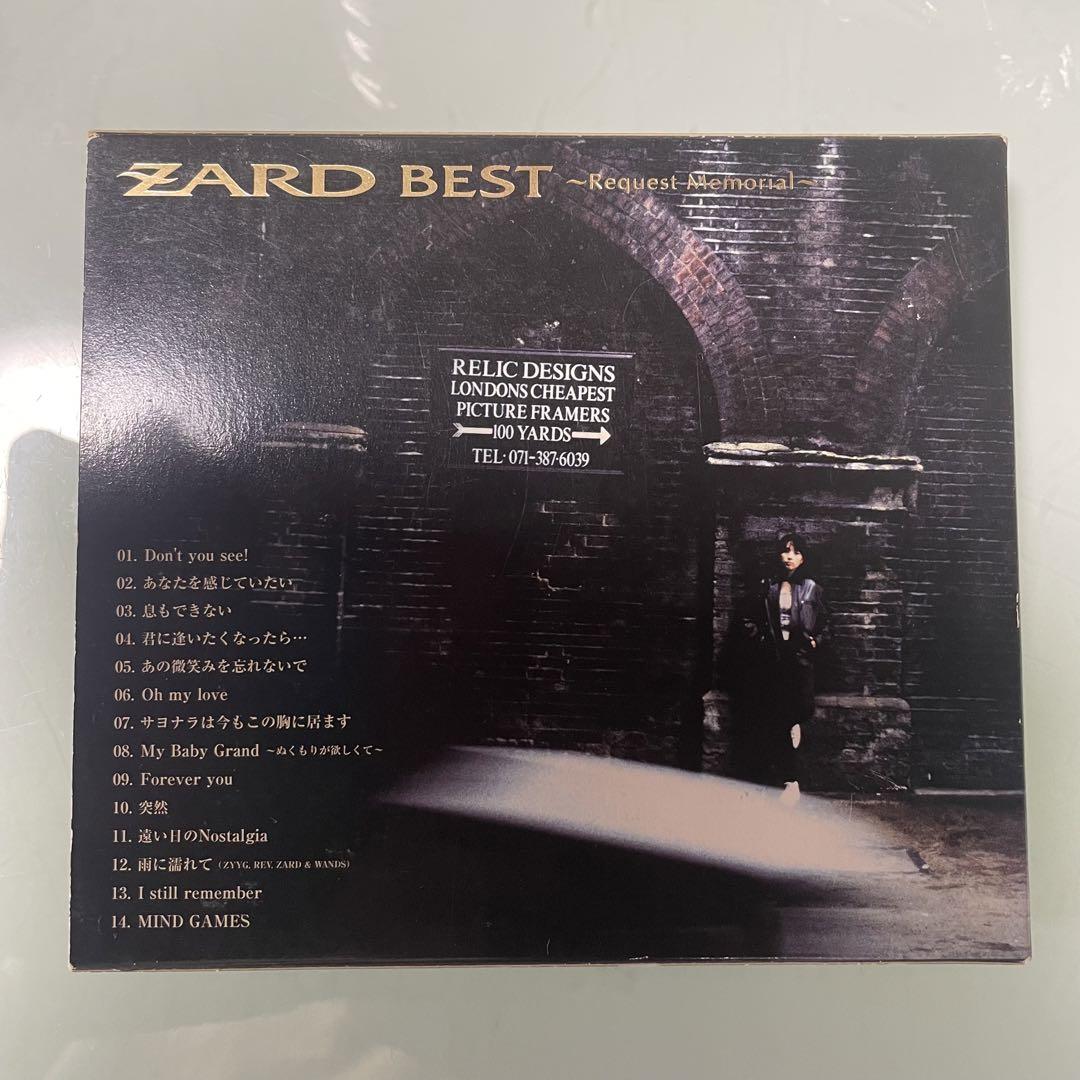 ZARD BEST ~Request Memorial~
RELIC DESIGNS
LONDONS CHEAPEST
PICTURE FRAMERS
100 YARDS
TEL·071-387·6039
01. Don't you see!
02. あなたを感じていたい
03. 息もできない
04. 君に逢いたくなったら…
05. あの微笑みを忘れないで
06. Oh my love
07. サヨナラは今もこの胸に居ます
08. My Baby Grand ~ぬくもりが欲しくて~
09. Forever you
10. 突然
11. 遠い日のNostalgia
12. 雨に濡れて (ZYYG, REV, ZARD & WANDS)
13. I still remember
14. MIND GAMES